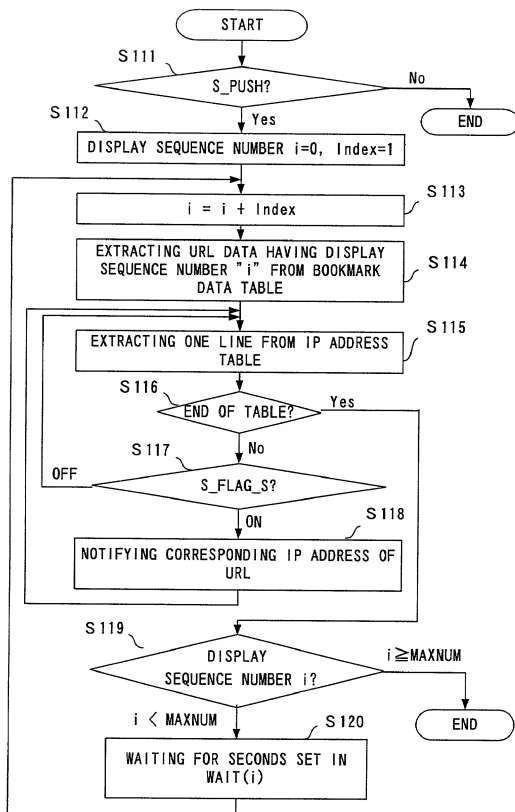 START
S111
S_PUSH?
No
END
Yes
S112
DISPLAY SEQUENCE NUMBER i=0, Index=1
S113
i = i + Index
EXTRACTING URL DATA HAVING DISPLAY
SEQUENCE NUMBER "i" FROM BOOKMARK
DATA TABLE
S114
S115
EXTRACTING ONE LINE FROM IP ADDRESS
TABLE
S116
END OF TABLE?
Yes
No
S117
OFF
S_FLAG_S?
ON
S118
NOTIFYING CORRESPONDING IP ADDRESS OF
URL
S119
DISPLAY
SEQUENCE NUMBER i?
i≧MAXNUM
END
i < MAXNUM
S120
WAITING FOR SECONDS SET IN
WAIT(i)